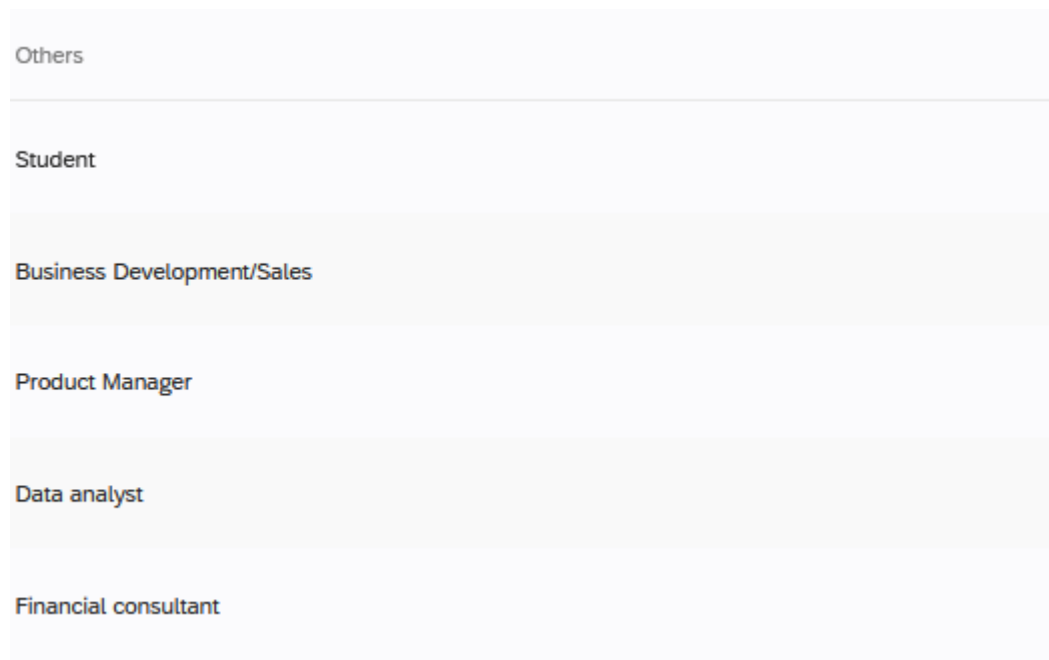 Others
Student
Business Development/Sales
Product Manager
Data analyst
Financial consultant